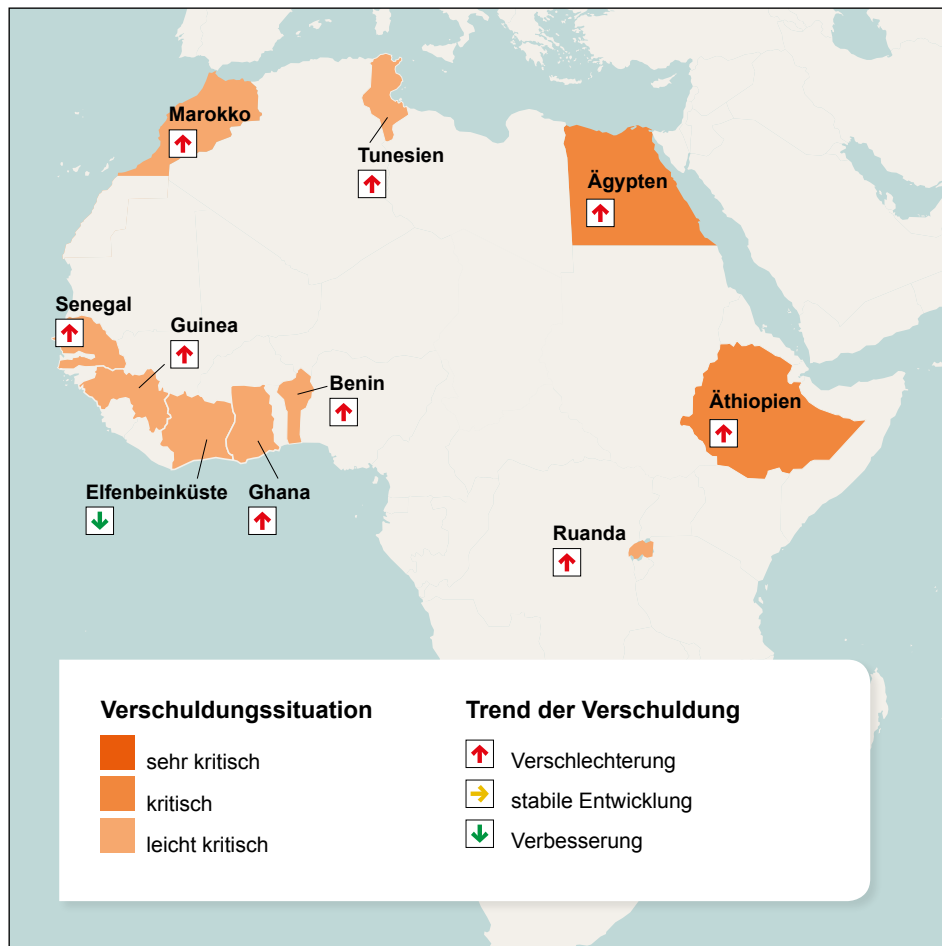 Marokko
Tunesien
Ägypten
Senegal
Guinea
Benin
Äthiopien
Elfenbeinküste
Ghana
Ruanda
Verschuldungssituation
sehr kritisch
kritisch
leicht kritisch
Trend der Verschuldung
Verschlechterung
stabile Entwicklung
Verbesserung